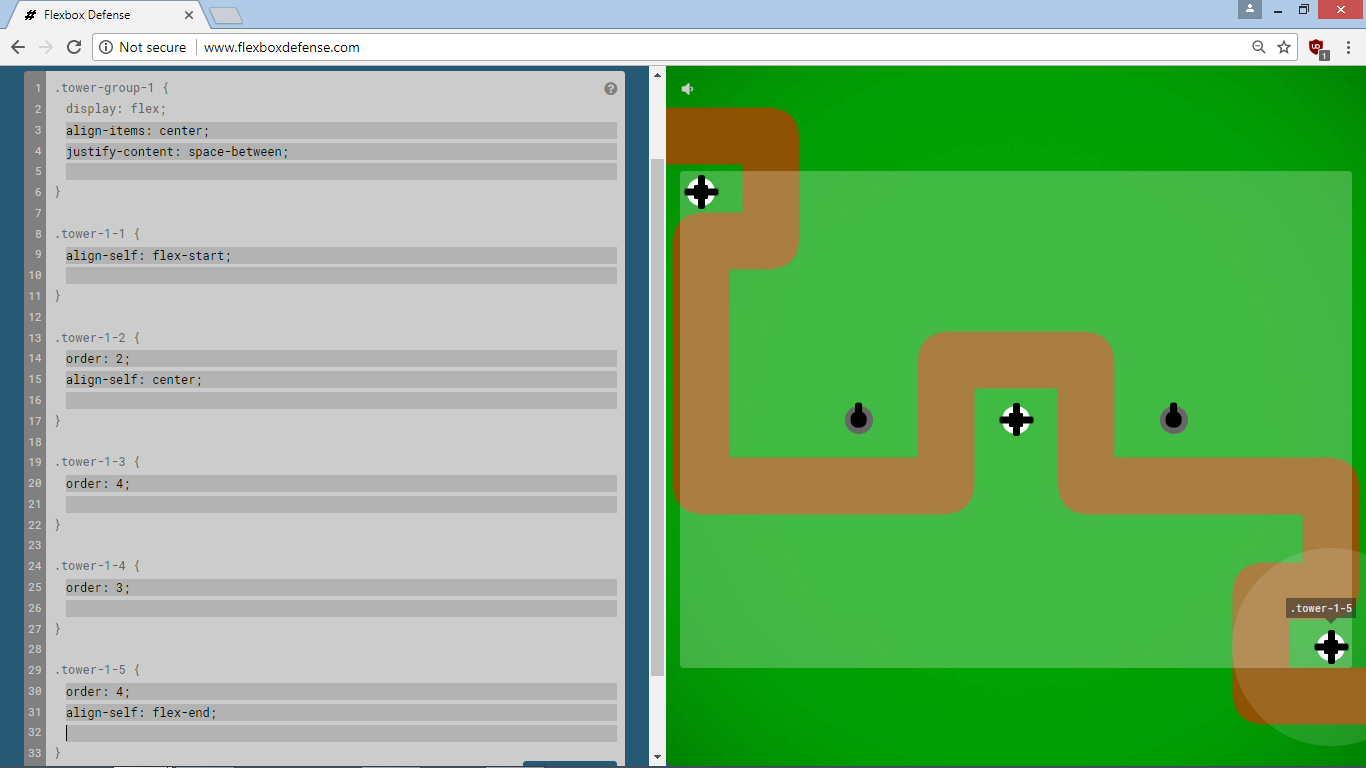 # Flexbox Defense
Not secure www.flexboxdefense.com
1
1 .tower-group-1 {
2 display: flex;
3 align-items: center;
4 justify-content: space-between;
5
6 }
7
8 .tower-1-1 {
9 align-self: flex-start;
10
11 }
12
13 .tower-1-2 {
14 order: 2;
15 align-self: center;
16
17 }
18
19 .tower-1-3 {
20 order: 4;
21
22 }
23
24 .tower-1-4 {
25 order: 3;
26
27 }
28
29 .tower-1-5 {
30 order: 4;
31 align-self: flex-end;
32
33 }
?
.tower-1-5